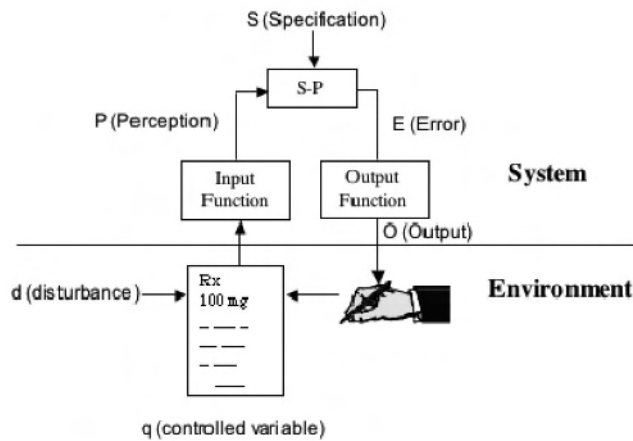 S (Specification)
S-P
P (Perception)
E (Error)
Input
Function
Output
Function
System
O (Output)
d (disturbance)
Rx
100 mg
Environment
q (controlled variable)